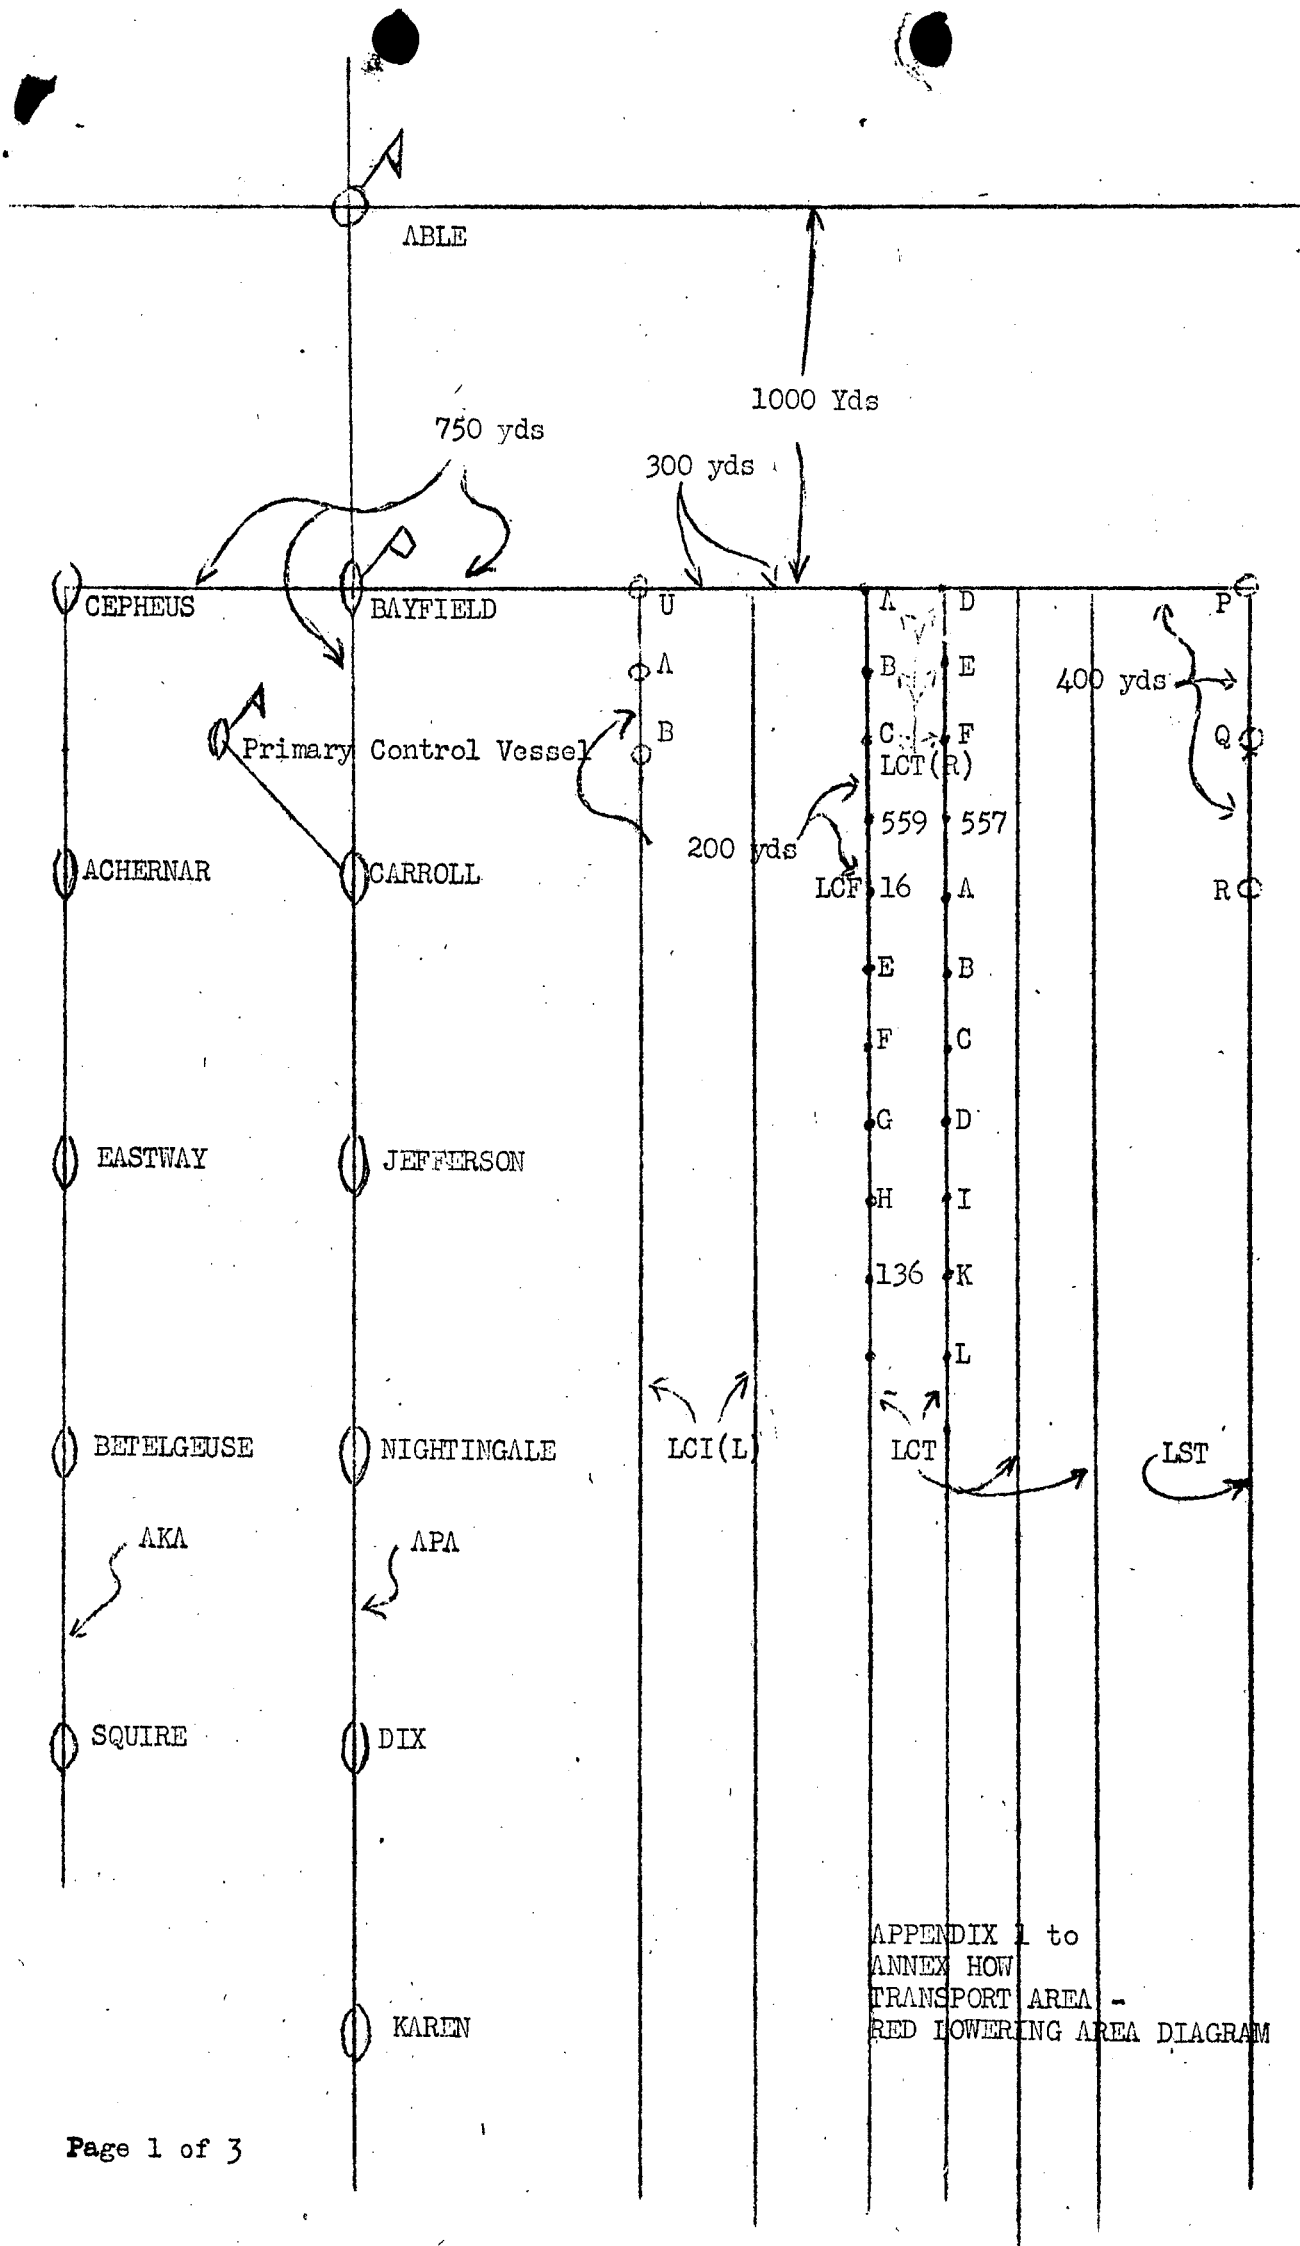 ABLE
1000 Yds
750 yds
300 yds
CEPHEUS
BAYFIELD
U
A
D
P
A
B
E
400 yds
B
C
F
Q
Primary Control Vessel
LCT(R)
559
557
200 yds
ACHERNAR
CARROLL
LCF 16
A
R
E
B
F
C
G
D
EASTWAY
JEFFERSON
H
I
136
K
L
BETELGEUSE
NIGHTINGALE
LCI(L)
LCT
LST
AKA
APA
SQUIRE
DIX
APPENDIX 1 to
ANNEX HOW
TRANSPORT AREA -
RED LOWERING AREA DIAGRAM
KAREN
Page 1 of 3